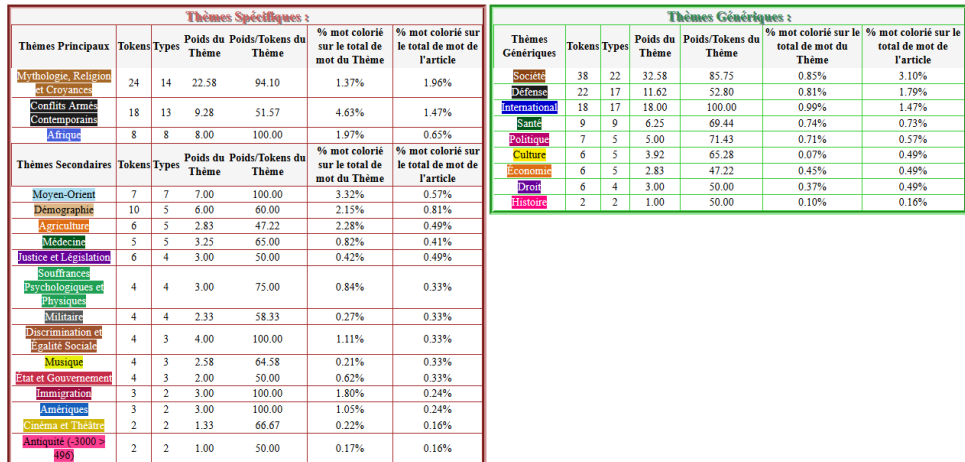 Thèmes Spécifiques :
Thèmes Principaux Tokens Types Poids du Thème Poids/Tokens du Thème % mot colorié sur le total de mot du Thème % mot colorié sur le total de mot de l'article
Mythologie, Religion et Croyances 24 14 22.58 94.10 1.37% 1.96%
Conflits Armés Contemporains 18 13 9.28 51.57 4.63% 1.47%
Afrique 8 8 8.00 100.00 1.97% 0.65%
Thèmes Secondaires Tokens Types Poids du Thème Poids/Tokens du Thème % mot colorié sur le total de mot du Thème % mot colorié sur le total de mot de l'article
Moyen-Orient 7 7 7.00 100.00 3.32% 0.57%
Démographie 10 5 6.00 60.00 2.15% 0.81%
Agriculture 6 5 2.83 47.22 2.28% 0.49%
Médecine 5 5 3.25 65.00 0.82% 0.41%
Justice et Législation 6 4 3.00 50.00 0.42% 0.49%
Souffrances Psychologiques et Physiques 4 4 3.00 75.00 0.84% 0.33%
Militaire 4 4 2.33 58.33 0.27% 0.33%
Discrimination et Égalité Sociale 4 3 4.00 100.00 1.11% 0.33%
Musique 4 3 2.58 64.58 0.21% 0.33%
État et Gouvernement 4 3 2.00 50.00 0.62% 0.33%
Immigration 3 2 3.00 100.00 1.80% 0.24%
Amériques 3 2 3.00 100.00 1.05% 0.24%
Cinéma et Théâtre 2 2 1.33 66.67 0.22% 0.16%
Antiquité (-3000 > 496) 2 2 1.00 50.00 0.17% 0.16%
Thèmes Génériques :
Thèmes Génériques Tokens Types Poids du Thème Poids/Tokens du Thème % mot colorié sur le total de mot du Thème % mot colorié sur le total de mot de l'article
Société 38 22 32.58 85.75 0.85% 3.10%
Défense 22 17 11.62 52.80 0.81% 1.79%
International 18 17 18.00 100.00 0.99% 1.47%
Santé 9 9 6.25 69.44 0.74% 0.73%
Politique 7 5 5.00 71.43 0.71% 0.57%
Culture 6 5 3.92 65.28 0.07% 0.49%
Économie 6 5 2.83 47.22 0.45% 0.49%
Droit 6 4 3.00 50.00 0.37% 0.49%
Histoire 2 2 1.00 50.00 0.10% 0.16%